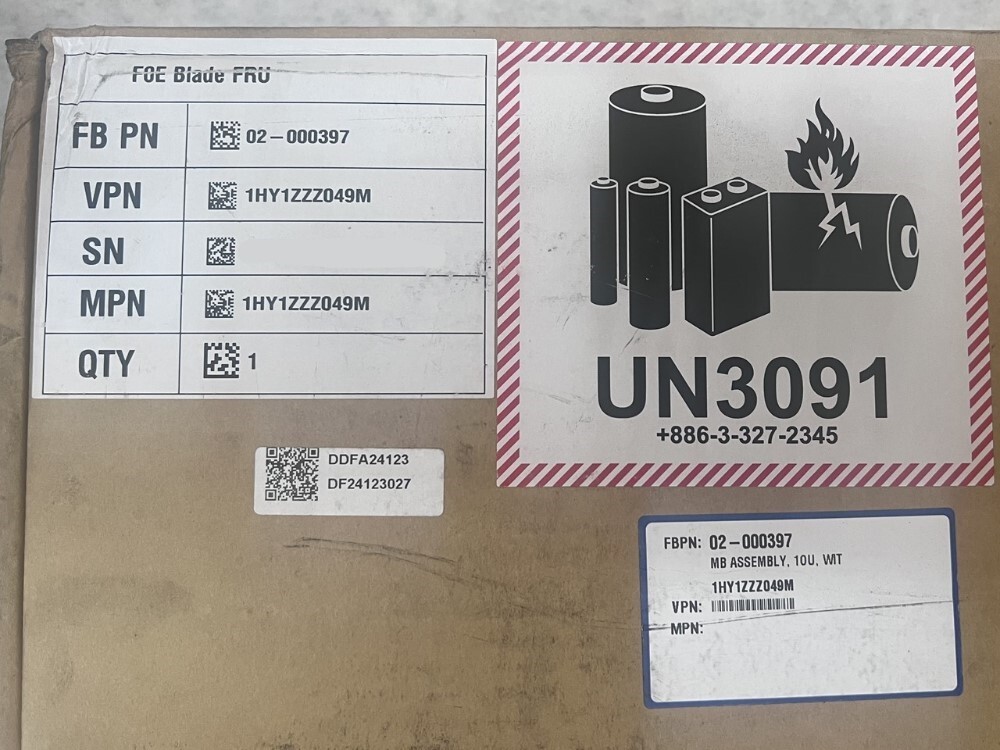 F0E Blade FRU
FB PN 02-000397
VPN 1HY1ZZZ049M
SN
MPN 1HY1ZZZ049M
QTY 1
UN3091
+886-3-327-2345
DDFA24123
DF24123027
FBPN: 02-000397
MB ASSEMBLY, 10U, WIT
1HY1ZZZ049M
VPN:
MPN: